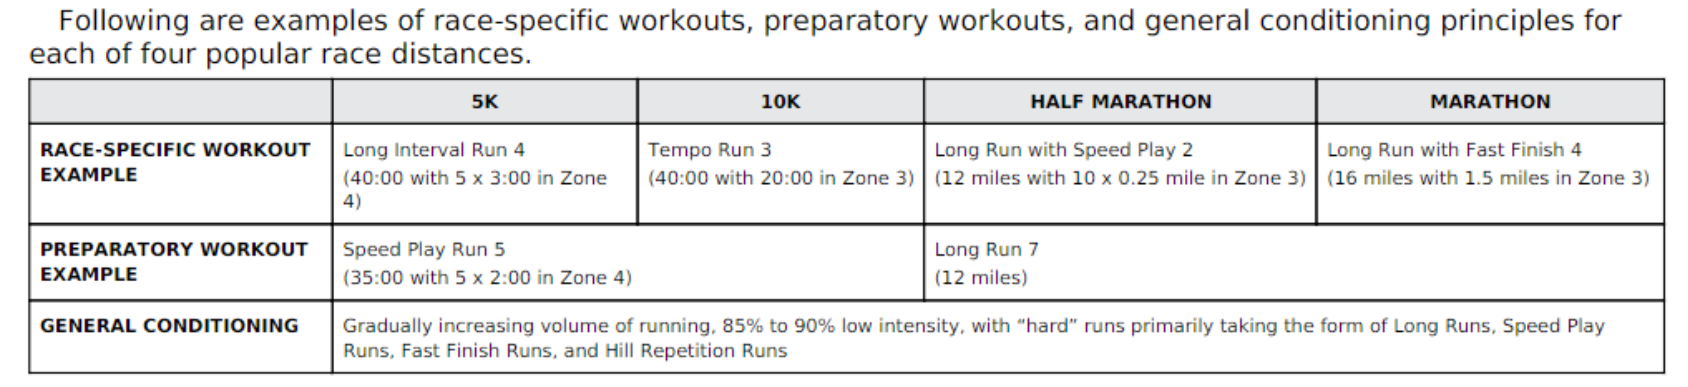 Following are examples of race-specific workouts, preparatory workouts, and general conditioning principles for
each of four popular race distances.
5K
10K
HALF MARATHON
MARATHON
RACE-SPECIFIC WORKOUT
EXAMPLE
Long Interval Run 4
(40:00 with 5 x 3:00 in Zone
4)
Tempo Run 3
(40:00 with 20:00 in Zone 3)
Long Run with Speed Play 2
(12 miles with 10 x 0.25 mile in Zone 3)
Long Run with Fast Finish 4
(16 miles with 1.5 miles in Zone 3)
PREPARATORY WORKOUT
EXAMPLE
Speed Play Run 5
(35:00 with 5 x 2:00 in Zone 4)
Long Run 7
(12 miles)
GENERAL CONDITIONING
Gradually increasing volume of running, 85% to 90% low intensity, with “hard” runs primarily taking the form of Long Runs, Speed Play
Runs, Fast Finish Runs, and Hill Repetition Runs